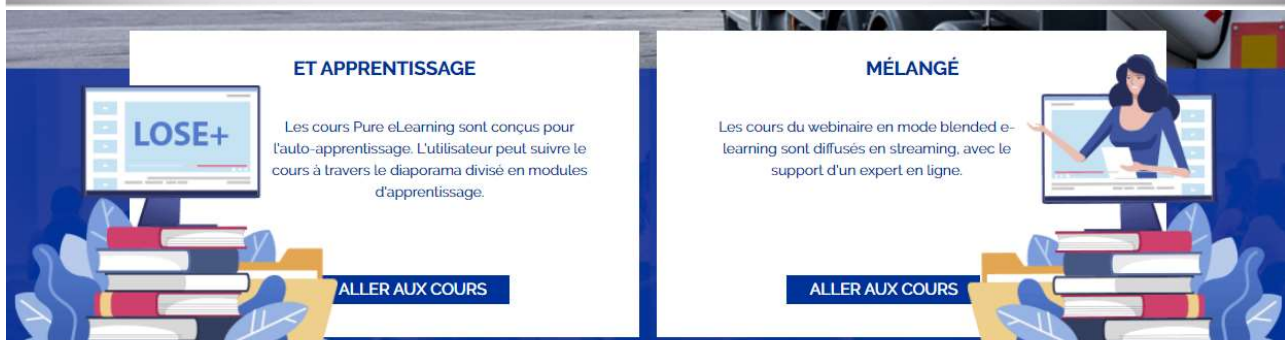 ET APPRENTISSAGE
LOSE+
Les cours Pure eLearning sont conçus pour
l'auto-apprentissage. L'utilisateur peut suivre le
cours à travers le diaporama divisé en modules
d'apprentissage.
ALLER AUX COURS
MÉLANGÉ
Les cours du webinaire en mode blended e-
learning sont diffusés en streaming, avec le
support d'un expert en ligne.
ALLER AUX COURS